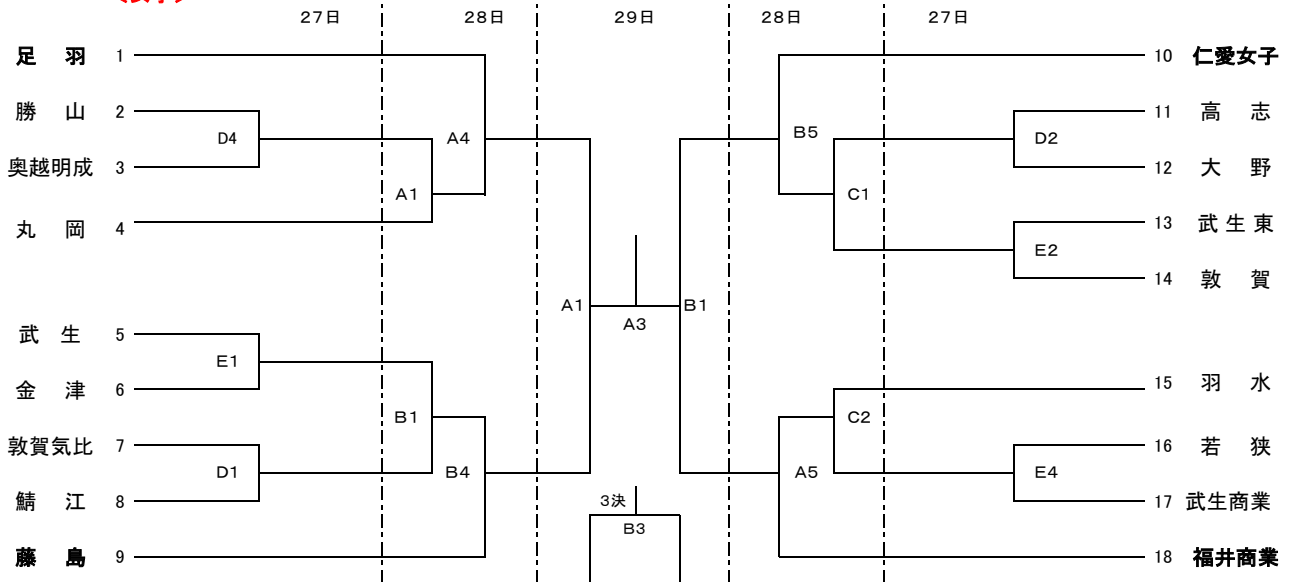 27日 28日 29日 28日 27日
足 羽 1
10 仁愛女子
勝 山 2
11 高 志
D4
A4
B5
D2
奥越明成 3
12 大 野
A1
C1
丸 岡 4
13 武生東
E2
14 敦 賀
A1
B1
A3
武 生 5
E1
金 津 6
15 羽 水
B1
C2
敦賀気比 7
16 若 狭
D1
B4
A5
E4
鯖 江 8
3決
17 武生商業
B3
藤 島 9
18 福井商業